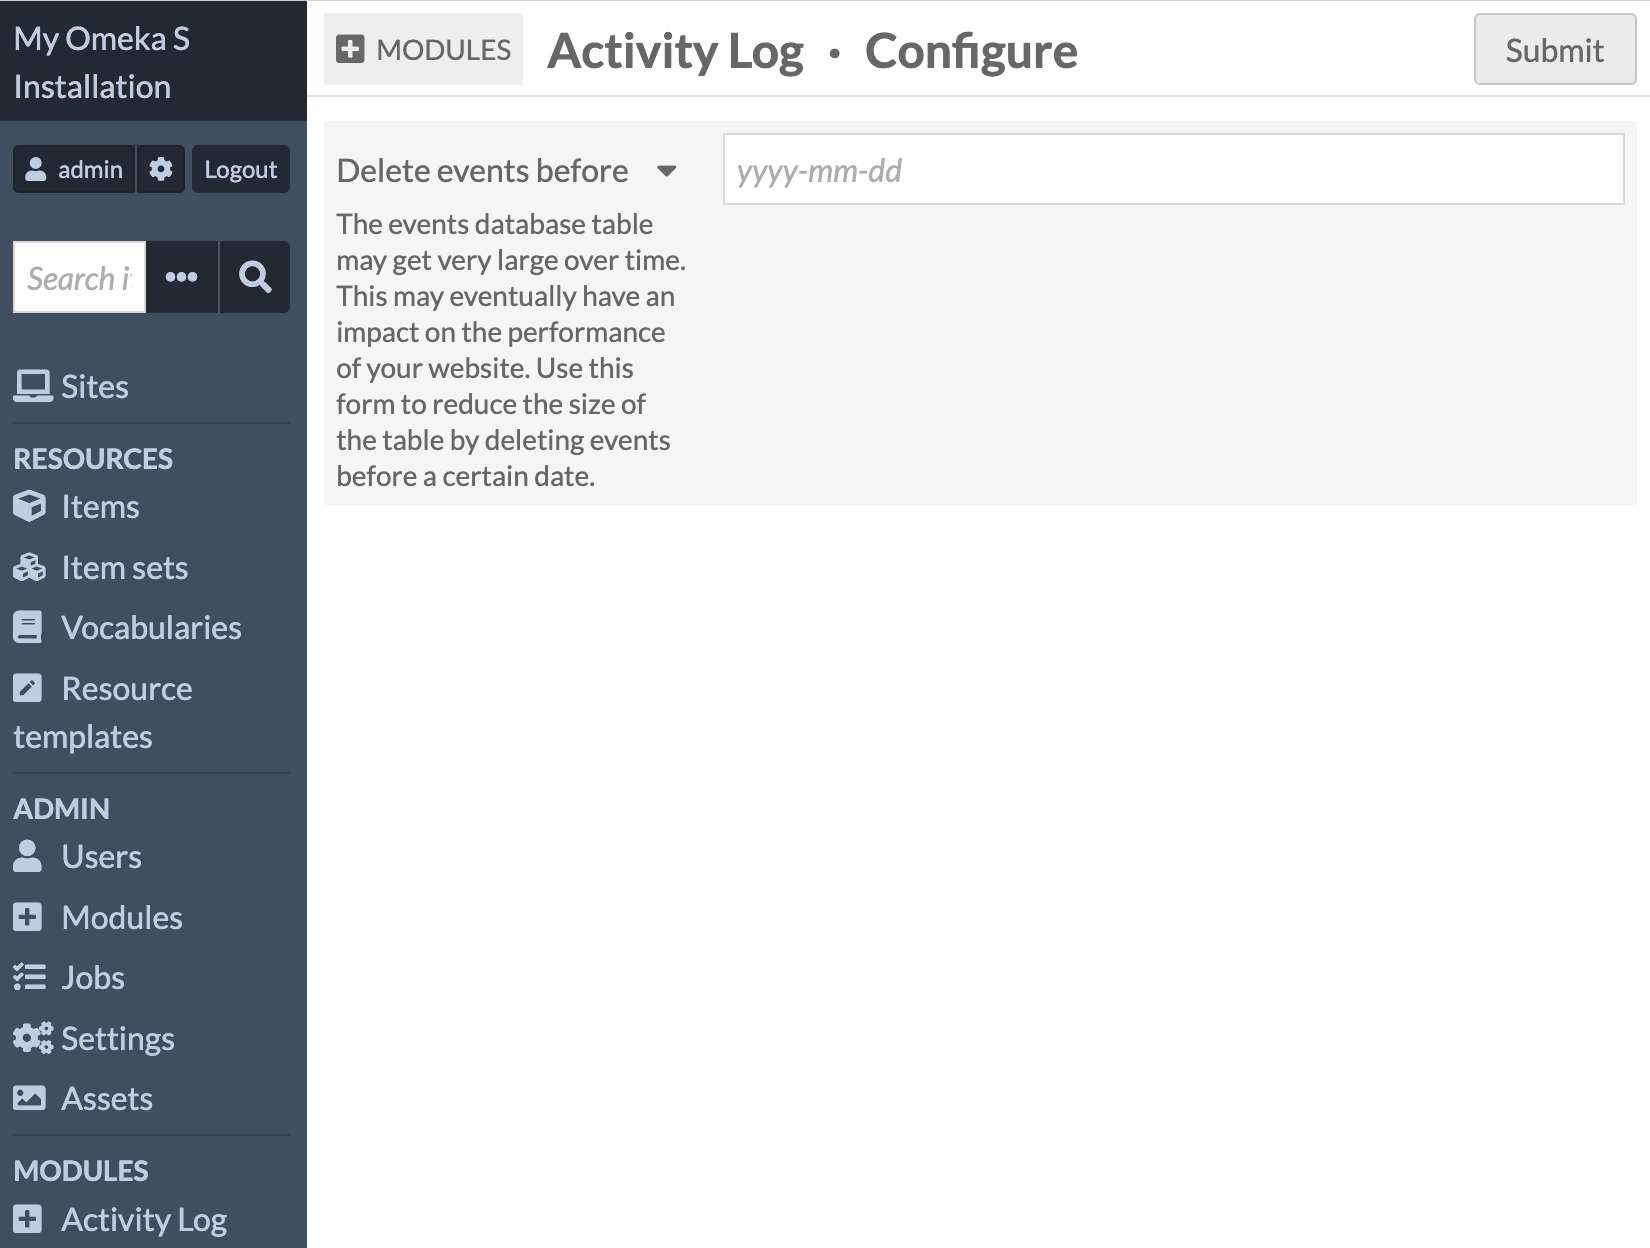 My Omeka S
Installation
admin
Logout
Search i
Sites
RESOURCES
Items
Item sets
Vocabularies
Resource
templates
ADMIN
Users
Modules
Jobs
Settings
Assets
MODULES
Activity Log
MODULES
Activity Log · Configure
Submit
Delete events before
The events database table
may get very large over time.
This may eventually have an
impact on the performance
of your website. Use this
form to reduce the size of
the table by deleting events
before a certain date.
yyyy-mm-dd